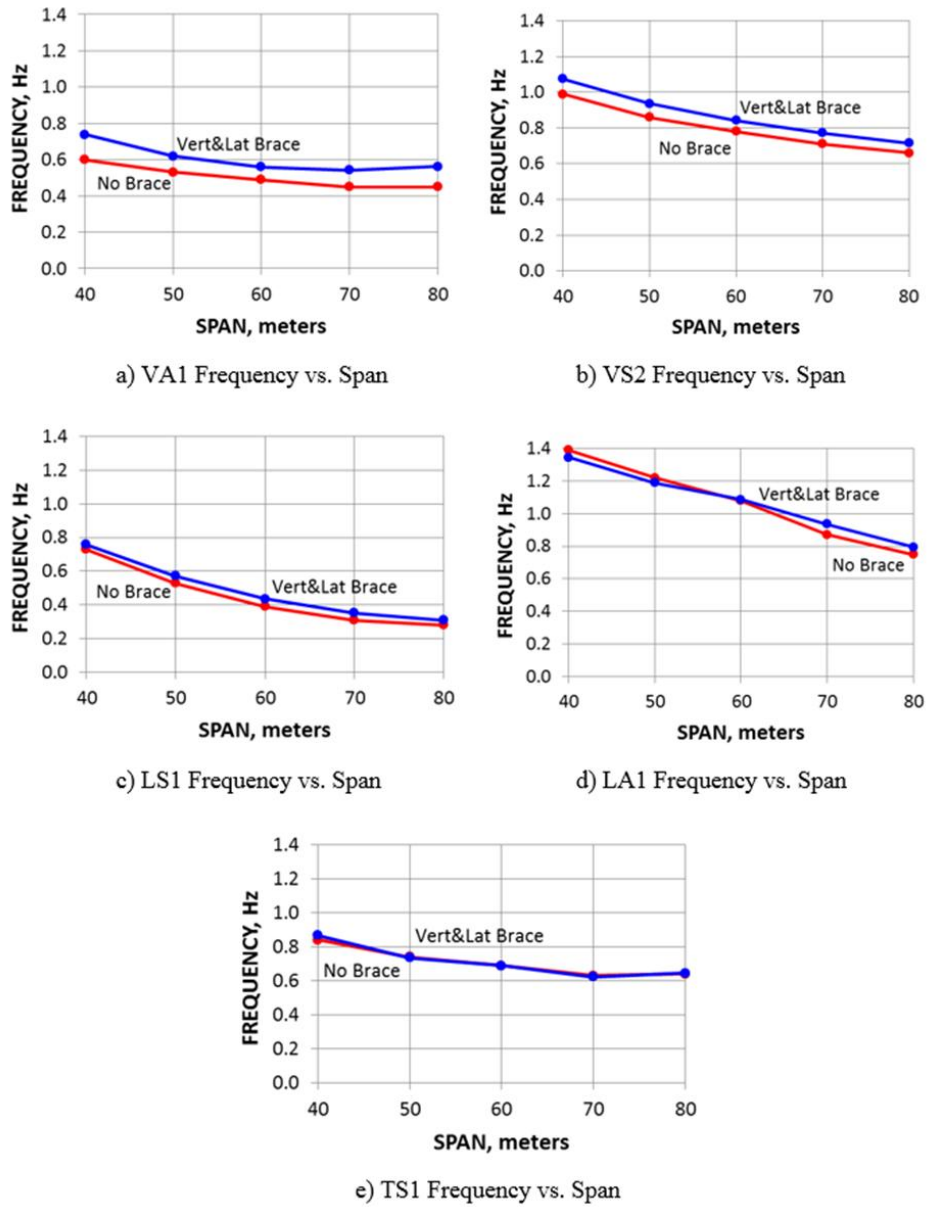 FREQUENCY, Hz
1.4
1.2
1.0
0.8
0.6
0.4
0.2
0.0
Vert&Lat Brace
No Brace
40 50 60 70 80
SPAN, meters
a) VA1 Frequency vs. Span
FREQUENCY, Hz
1.4
1.2
1.0
0.8
0.6
0.4
0.2
0.0
Vert&Lat Brace
No Brace
40 50 60 70 80
SPAN, meters
b) VS2 Frequency vs. Span
FREQUENCY, Hz
1.4
1.2
1.0
0.8
0.6
0.4
0.2
0.0
No Brace
Vert&Lat Brace
40 50 60 70 80
SPAN, meters
c) LS1 Frequency vs. Span
FREQUENCY, Hz
1.4
1.2
1.0
0.8
0.6
0.4
0.2
0.0
Vert&Lat Brace
No Brace
40 50 60 70 80
SPAN, meters
d) LA1 Frequency vs. Span
FREQUENCY, Hz
1.4
1.2
1.0
0.8
0.6
0.4
0.2
0.0
Vert&Lat Brace
No Brace
40 50 60 70 80
SPAN, meters
e) TS1 Frequency vs. Span